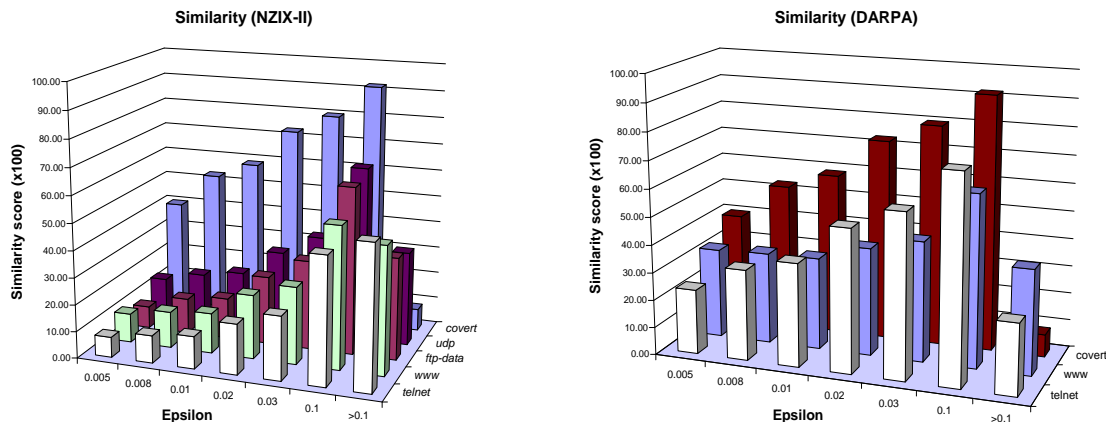 Similarity (NZIX-II)
100.00
90.00
80.00
70.00
60.00
50.00
40.00
30.00
20.00
10.00
0.00
Similarity score (x100)
0.005
0.008
0.01
0.02
0.03
0.1
>0.1
Epsilon
covert
udp
ftp-data
www
telnet
Similarity (DARPA)
100.00
90.00
80.00
70.00
60.00
50.00
40.00
30.00
20.00
10.00
0.00
Similarity score (x100)
0.005
0.008
0.01
0.02
0.03
0.1
>0.1
Epsilon
covert
www
telnet